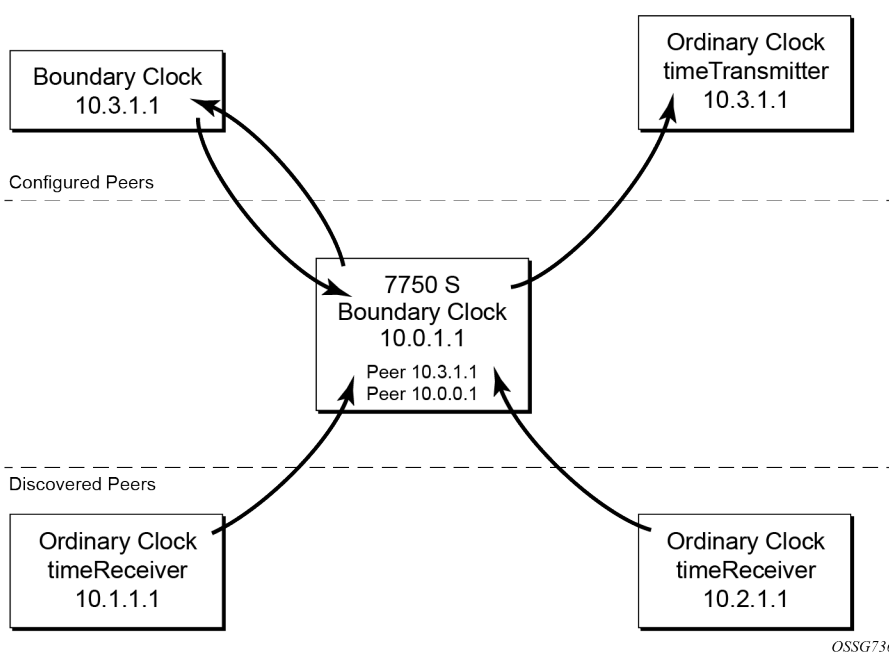 Boundary Clock
10.3.1.1
Ordinary Clock
timeTransmitter
10.3.1.1
Configured Peers
7750 S
Boundary Clock
10.0.1.1
Peer 10.3.1.1
Peer 10.0.0.1
Discovered Peers
Ordinary Clock
timeReceiver
10.1.1.1
Ordinary Clock
timeReceiver
10.2.1.1